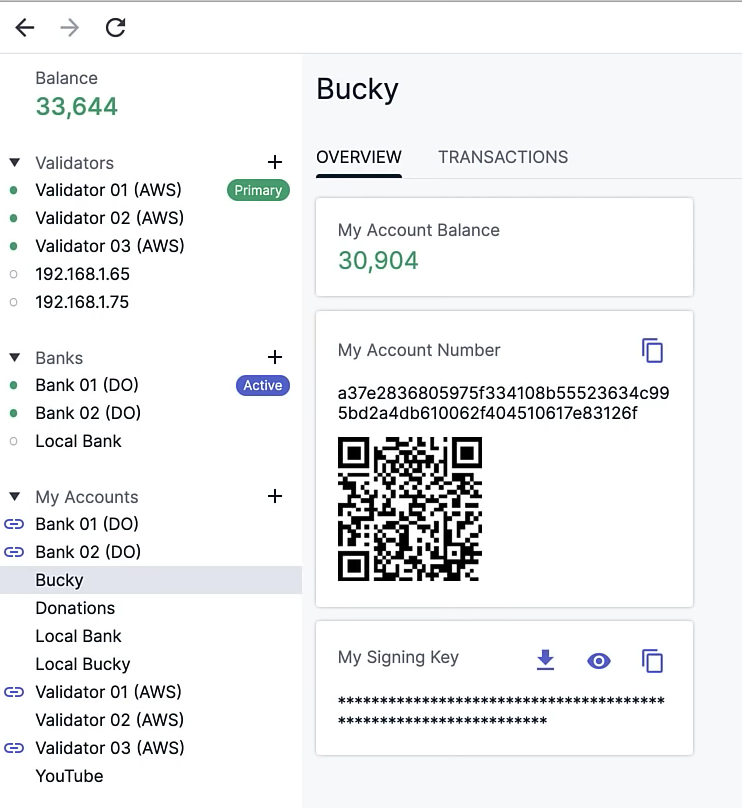 Balance
33,644
Validators
Validator 01 (AWS)
Primary
Validator 02 (AWS)
Validator 03 (AWS)
192.168.1.65
192.168.1.75
Banks
Bank 01 (DO)
Active
Bank 02 (DO)
Local Bank
My Accounts
Bank 01 (DO)
Bank 02 (DO)
Bucky
Donations
Local Bank
Local Bucky
Validator 01 (AWS)
Validator 02 (AWS)
Validator 03 (AWS)
YouTube
Bucky
OVERVIEW
TRANSACTIONS
My Account Balance
30,904
My Account Number
a37e2836805975f334108b55523634c99
5bd2a4db610062f404510617e83126f
My Signing Key
***************************************
*************************